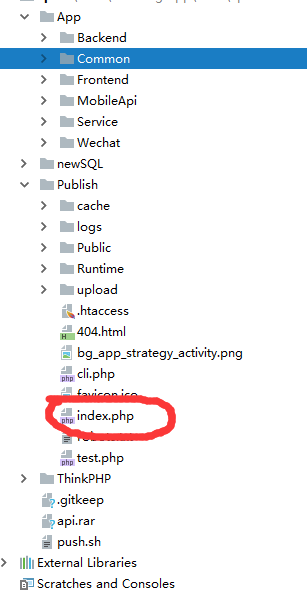 App
Backend
Common
Frontend
MobileApi
Service
Wechat
newSQL
Publish
cache
logs
Public
Runtime
upload
.htaccess
404.html
bg_app_strategy_activity.png
cli.php
favicon.ico
index.php
test.php
ThinkPHP
.gitkeep
api.rar
push.sh
External Libraries
Scratches and Consoles